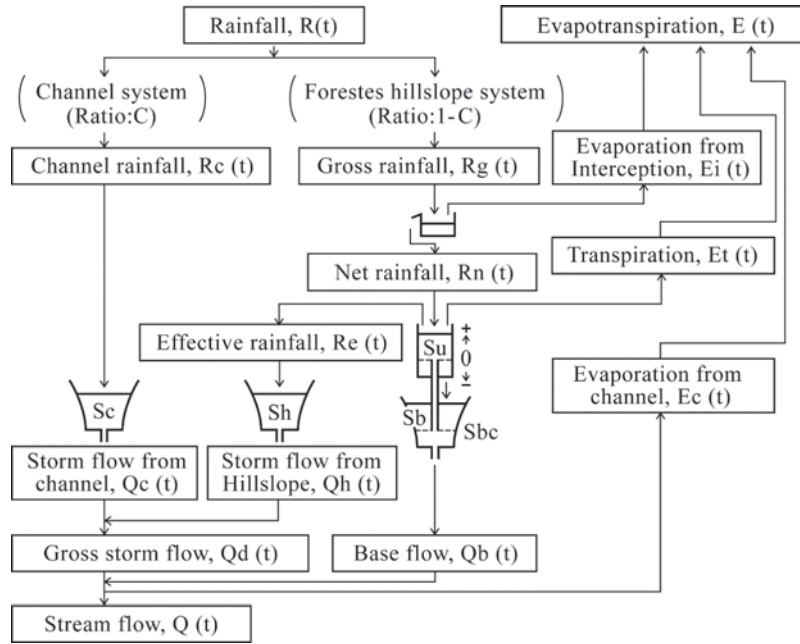 Rainfall, R(t)
Evapotranspiration, E (t)
Channel system
(Ratio:C)
Forestes hillslope system
(Ratio:1-C)
Channel rainfall, Rc (t)
Gross rainfall, Rg (t)
Evaporation from
Interception, Ei (t)
Net rainfall, Rn (t)
Transpiration, Et (t)
Effective rainfall, Re (t)
Su
+
0
-
Evaporation from
channel, Ec (t)
Sc
Sh
Sb
Sbc
Storm flow from
channel, Qc (t)
Storm flow from
Hillslope, Qh (t)
Gross storm flow, Qd (t)
Base flow, Qb (t)
Stream flow, Q (t)